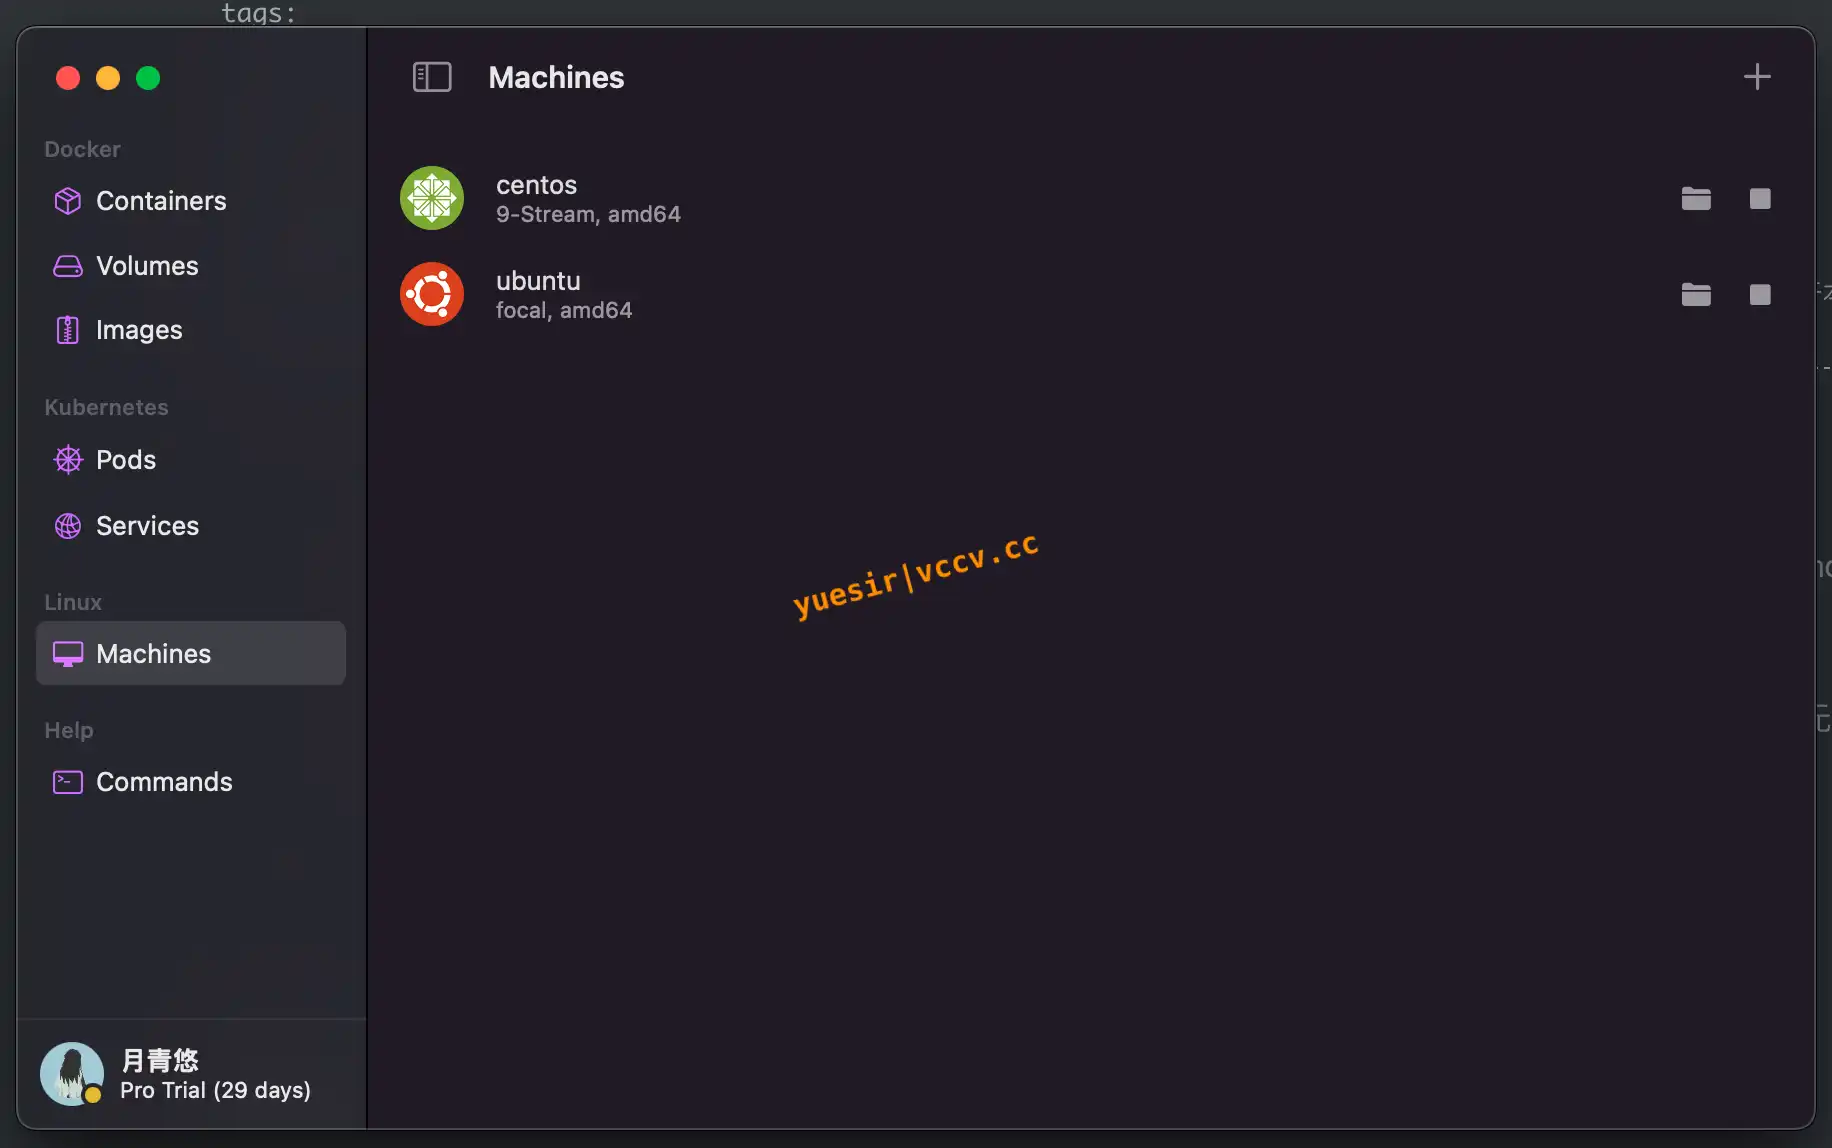 tags:
Machines
Docker
Containers
Volumes
Images
Kubernetes
Pods
Services
Linux
Machines
Help
Commands
月青悠
Pro Trial (29 days)
centos
9-Stream, amd64
ubuntu
focal, amd64
yuesir|vccv.cc